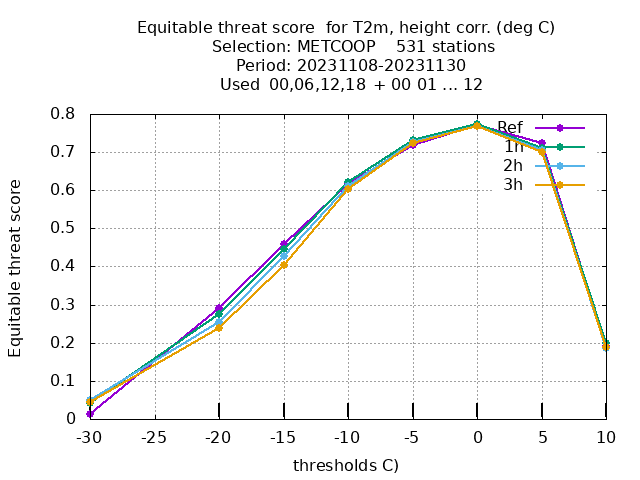 Equitable threat score  for T2m, height corr. (deg C)
Selection: METCOOP    531 stations
Period: 20231108-20231130
Used  00,06,12,18  + 00 01 ... 12
Equitable threat score
0.8
0.7
0.6
0.5
0.4
0.3
0.2
0.1
0
Ref
1h
2h
3h
-30
-25
-20
-15
-10
-5
0
5
10
thresholds C)